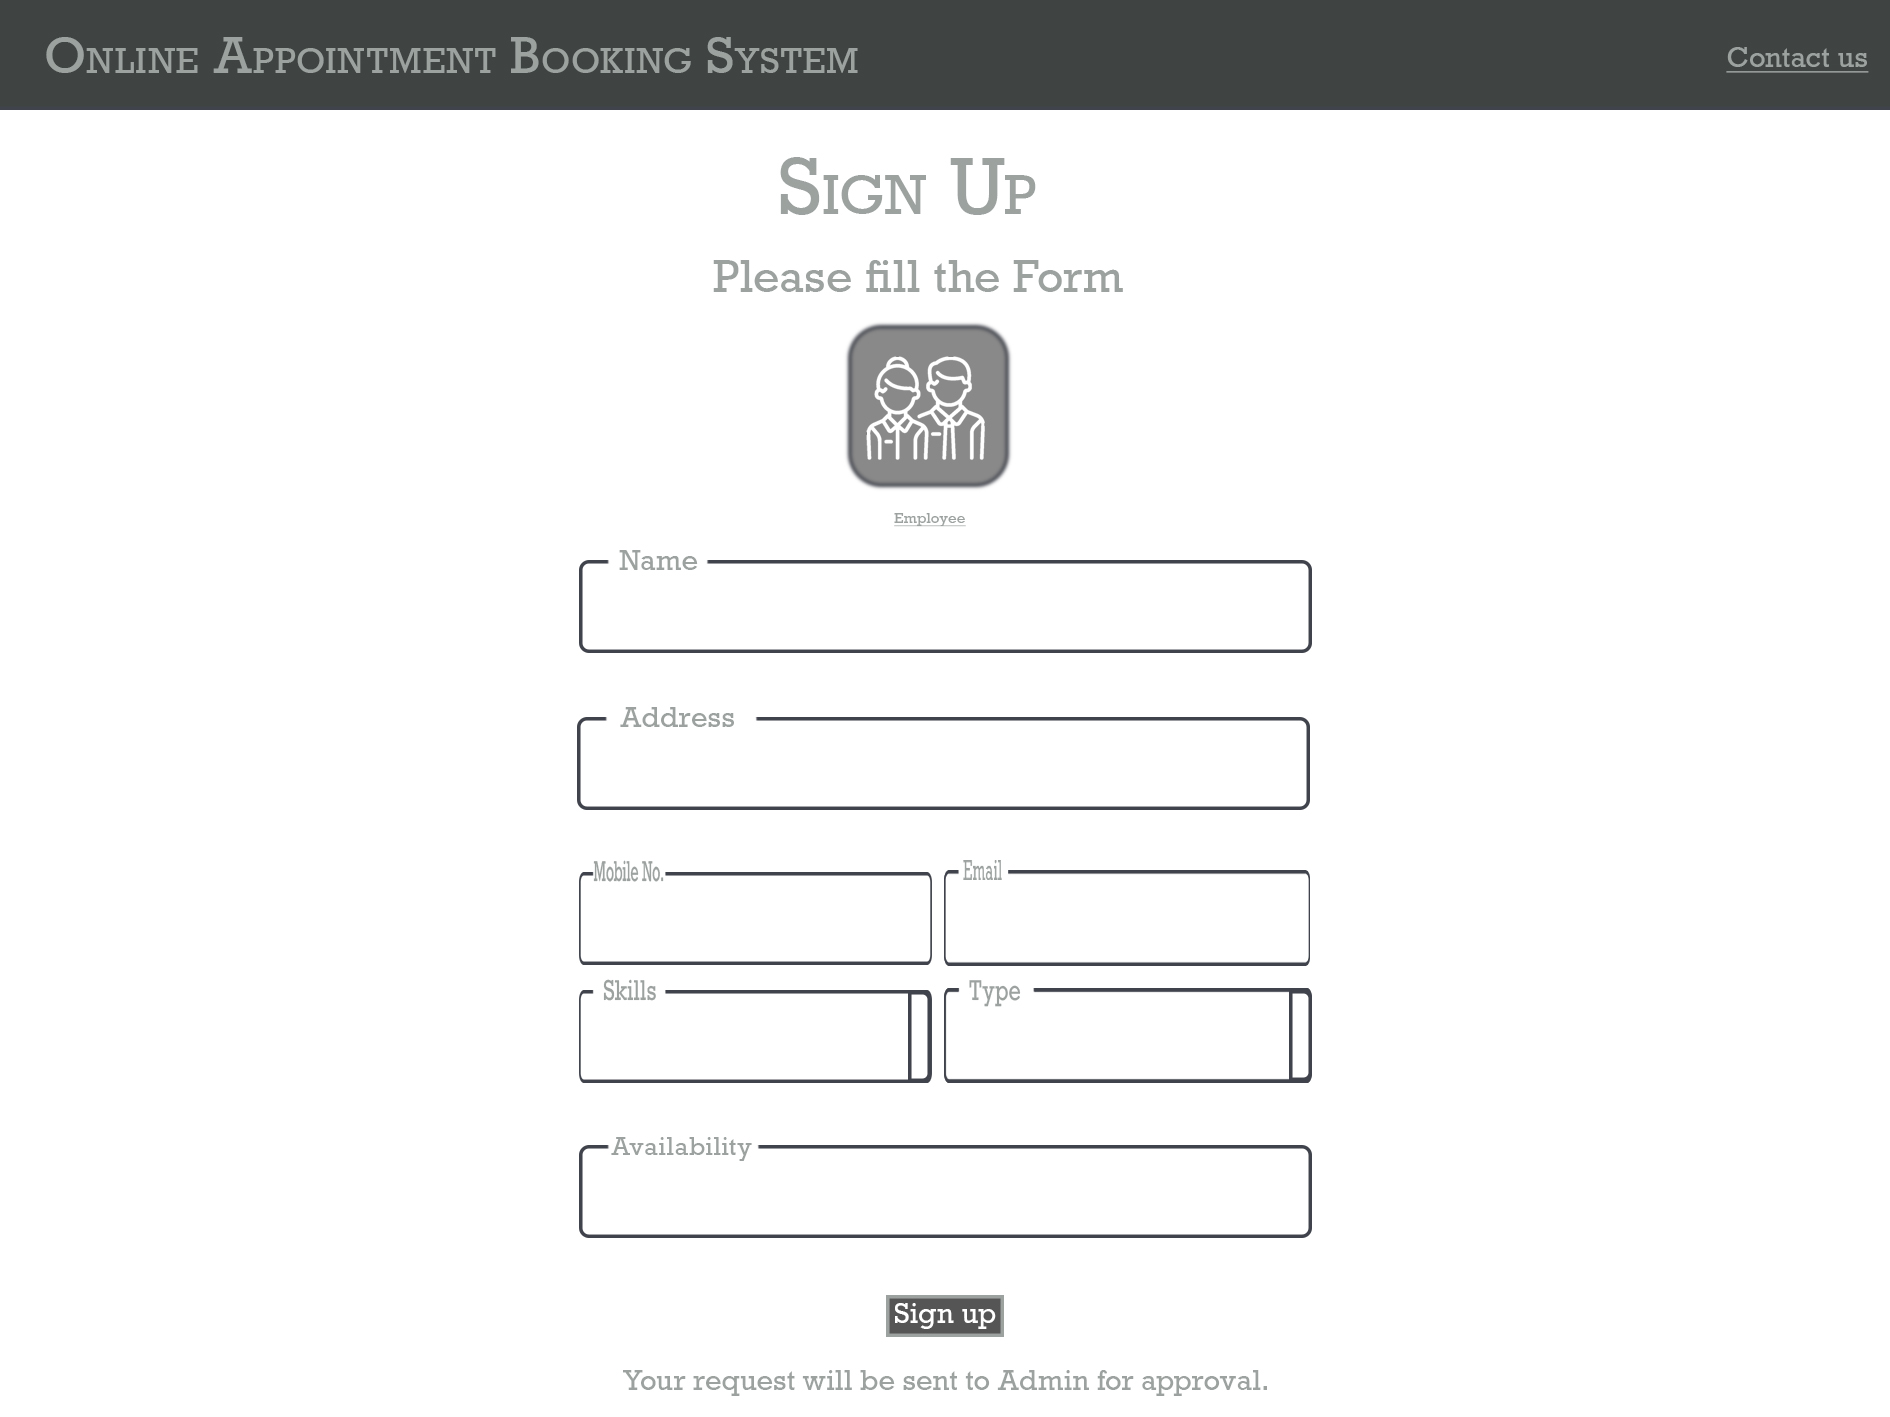 Online Appointment Booking System
Contact us
Sign Up
Please fill the Form
Employee
Name
Address
Mobile No.
Email
Skills
Type
Availability
Sign up
Your request will be sent to Admin for approval.